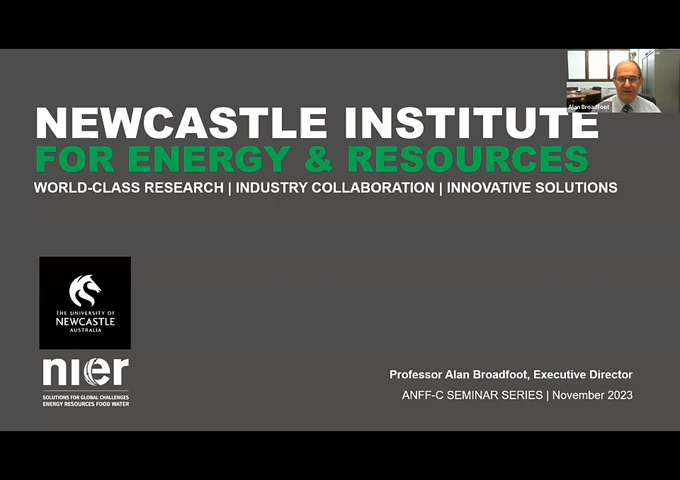 Alan Broadfoot
NEWCASTLE INSTITUTE
FOR ENERGY & RESOURCES
WORLD-CLASS RESEARCH | INDUSTRY COLLABORATION | INNOVATIVE SOLUTIONS
THE UNIVERSITY OF
NEWCASTLE
AUSTRALIA
nier
SOLUTIONS FOR GLOBAL CHALLENGES
ENERGY RESOURCES FOOD WATER
Professor Alan Broadfoot, Executive Director
ANFF-C SEMINAR SERIES | November 2023